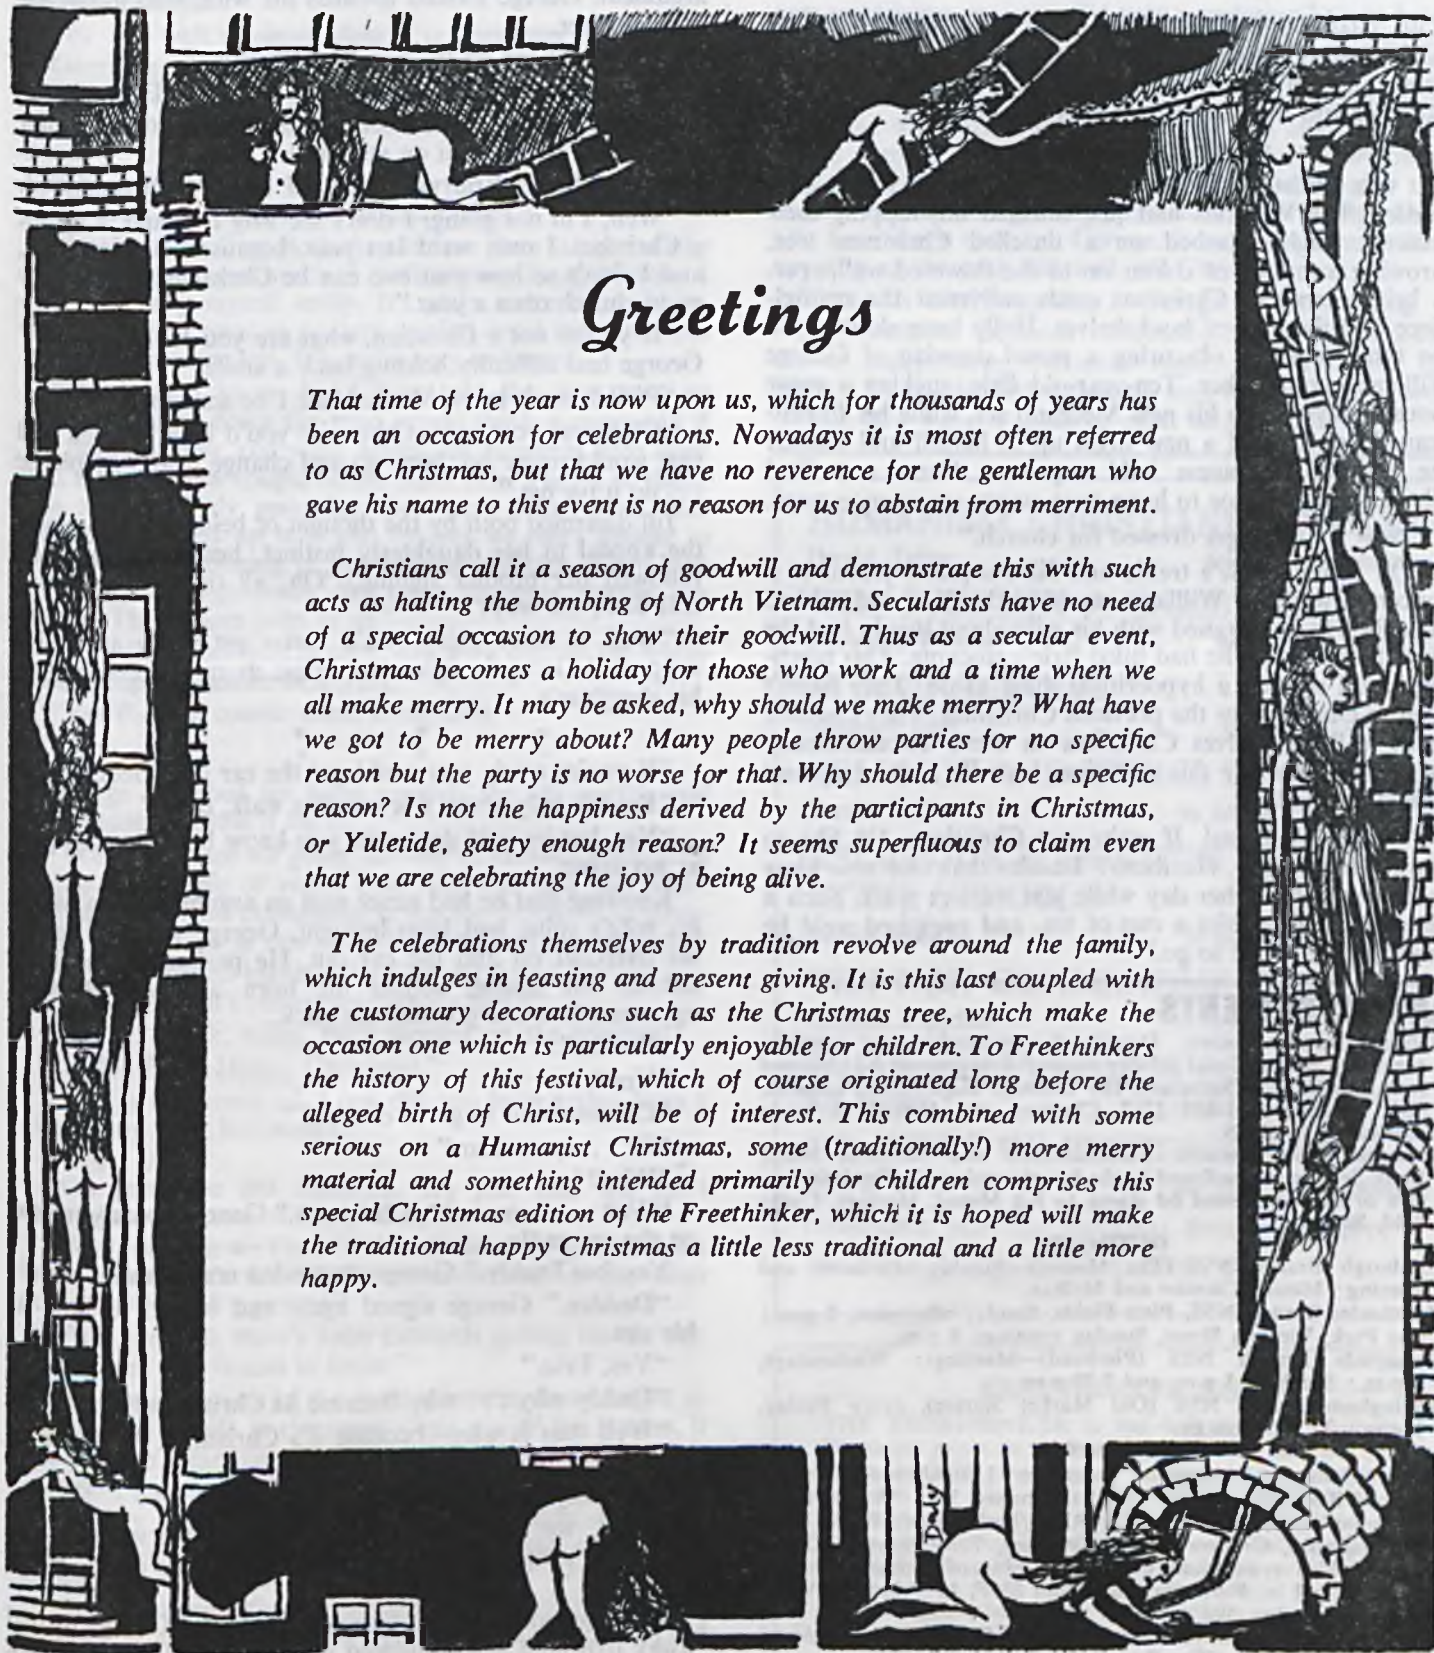 Greetings
That time of the year is now upon us, which for thousands of years has
been an occasion for celebrations. Nowadays it is most often referred
to as Christmas, but that we have no reverence for the gentleman who
gave his name to this event is no reason for us to abstain from merriment.
Christians call it a season of goodwill and demonstrate this with such
acts as halting the bombing of North Vietnam. Secularists have no need
of a special occasion to show their goodwill. Thus as a secular event,
Christmas becomes a holiday for those who work and a time when we
all make merry. It may be asked, why should we make merry? What have
we got to be merry about? Many people throw parties for no specific
reason but the party is no worse for that. Why should there be a specific
reason? Is not the happiness derived by the participants in Christmas,
or Yuletide, gaiety enough reason? It seems superfluous to claim even
that we are celebrating the joy of being alive.
The celebrations themselves by tradition revolve around the family,
which indulges in feasting and present giving. It is this last coupled with
the customary decorations such as the Christmas tree, which make the
occasion one which is particularly enjoyable for children. To Freethinkers
the history of this festival, which of course originated long before the
alleged birth of Christ, will be of interest. This combined with some
serious on a Humanist Christmas, some (traditionally!) more merry
material and something intended primarily for children comprises this
special Christmas edition of the Freethinker, which it is hoped will make
the traditional happy Christmas a little less traditional and a little more
happy.
Daly